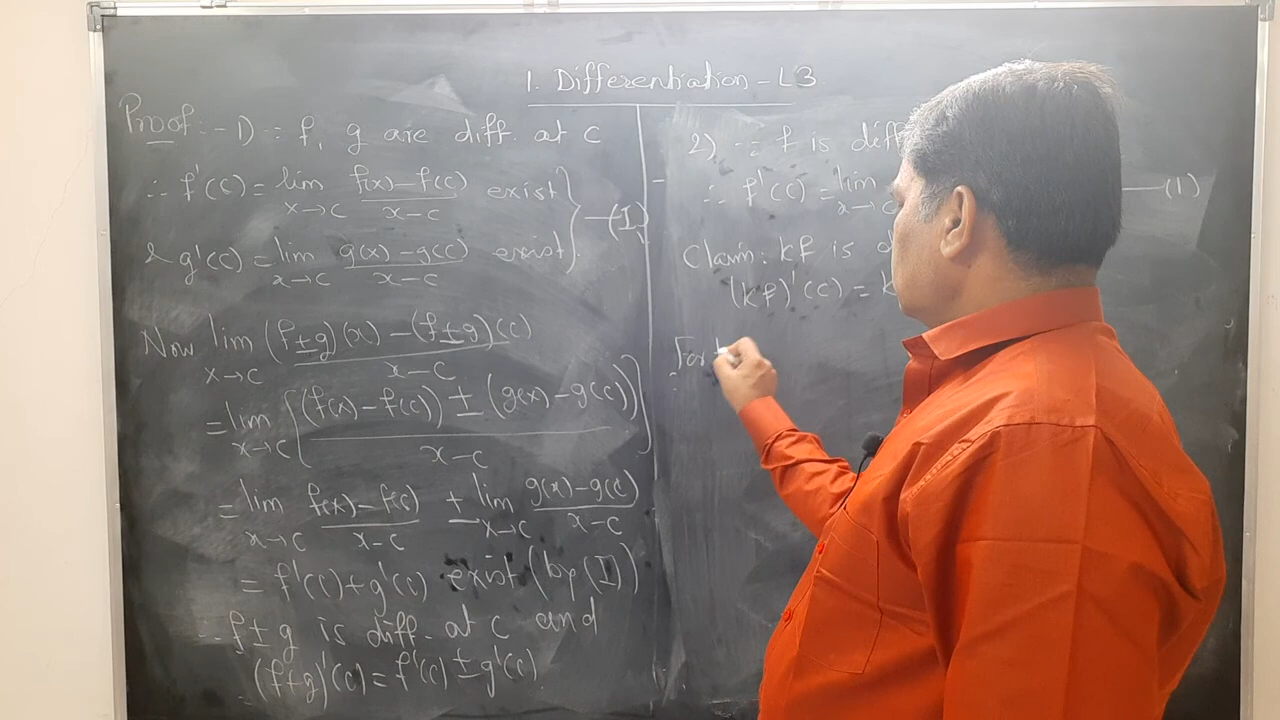 1. Differentiation - L3
Proof :- 1) ∵ f, g are diff. at c
∴ f'(c) = lim x→c f(x)-f(c) / x-c exist
& g'(c) = lim x→c g(x)-g(c) / x-c exist } —(I)
Now lim x→c (f±g)(x) - (f±g)(c) / x-c
= lim x→c [ (f(x)-f(c)) ± (g(x)-g(c)) / x-c ]
= lim x→c f(x)-f(c) / x-c ± lim x→c g(x)-g(c) / x-c
= f'(c)+g'(c) exist (by (I))
∴ f±g is diff. at c and
(f±g)'(c) = f'(c) ± g'(c)
2) ∵ f is diff
∴ f'(c) = lim x→c —(1)
Claim: kf is
(kf)'(c) = k
For